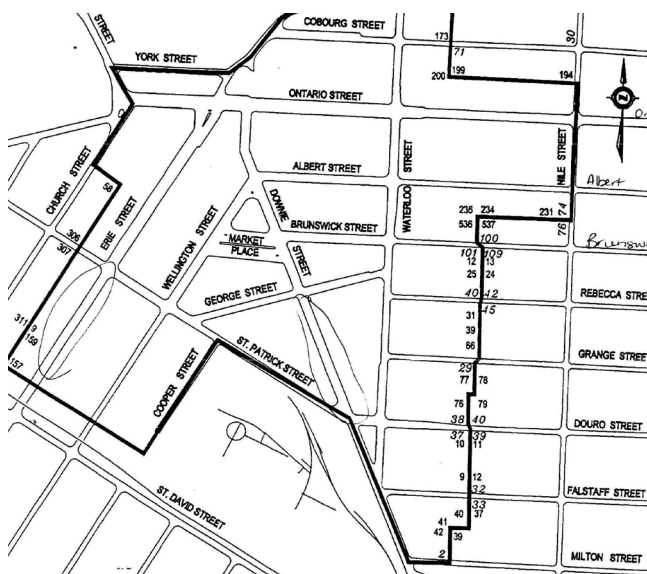 COBOURG STREET
STREET
173
30
YORK STREET
71
200 199
194
N
ONTARIO STREET
STREET
ALBERT STREET
NILE STREET
Albert
CHURCH STREET
58
WATERLOO
DOWNIE
STREET
ERIE STREET
235 234
231
74
BRUNSWICK STREET
536 537
76
306
307
WELLINGTON STREET
MARKET
PLACE
100
101 109
12 13
25 24
GEORGE STREET
40 42
REBECCA STRE
45
31
39
66
311 9
159
157
ST. PATRICK STREET
COOPER STREET
29
GRANGE STREET
77 78
76 79
38 40
DOURO STREET
37 39
10 11
9 12
32
FALSTAFF STREET
33
40 37
ST. DAVID STREET
41
42 39
2
MILTON STREET